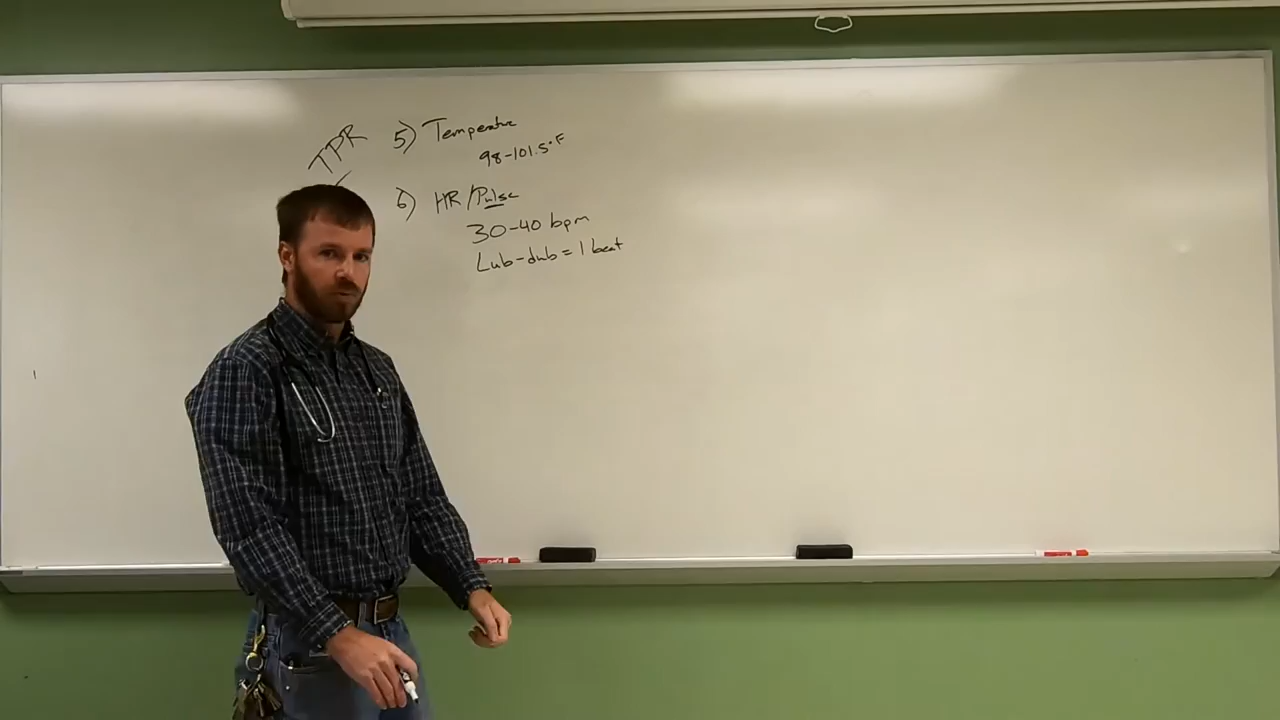 TPR
5) Temperature
98-101.5°F
6) HR/Pulse
30-40 bpm
Lub-dub = 1 beat